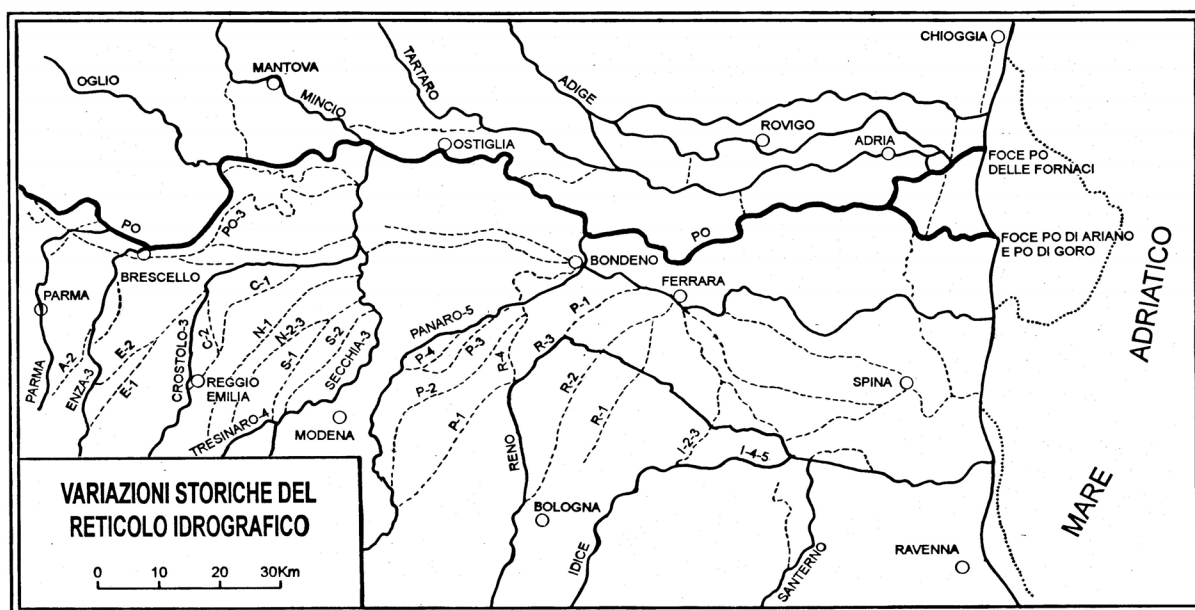 CHIOGGIA
OGLIO
MANTOVA
MINCIO
TARTARO
ADIGE
OSTIGLIA
ROVIGO
ADRIA
FOCE PO
DELLE FORNACI
PO
PO-3
PO
FOCE PO DI ARIANO
E PO DI GORO
BRESCELLO
BONDENO
FERRARA
PARMA
C-1
CROSTOLO-3
C-2
N-1
N-2-3
S-1
S-2
SECCHIA-3
PANARO-5
P-4
P-3
R-4
R-3
P-1
A-2
E-2
E-1
ENZA-3
PARMA
REGGIO
EMILIA
P-2
P-1
R-2
R-1
SPINA
TRESINARO-4
MODENA
RENO
I-2-3
I-4-5
BOLOGNA
IDICE
SANTERNO
RAVENNA
MARE
ADRIATICO
VARIAZIONI STORICHE DEL
RETICOLO IDROGRAFICO
0 10 20 30Km